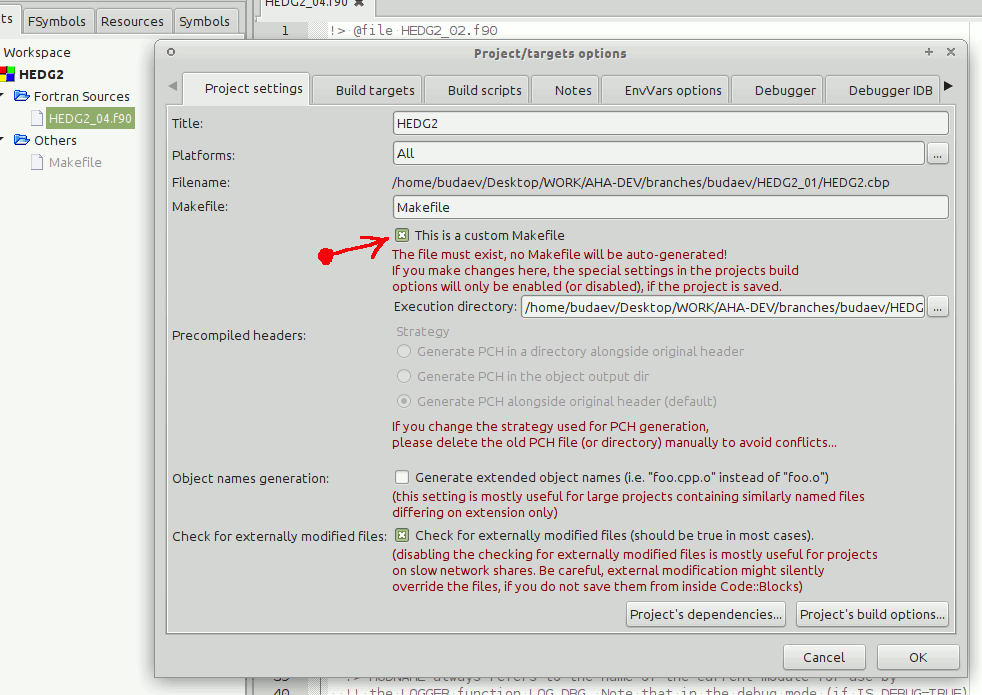 ts FSymbols Resources Symbols
HEDG2_04.f90
1 !> @file HEDG2_02.f90
Workspace
HEDG2
Fortran Sources
HEDG2_04.f90
Others
Makefile
Project/targets options
Project settings Build targets Build scripts Notes EnvVars options Debugger Debugger IDB
Title: HEDG2
Platforms: All ...
Filename: /home/budaev/Desktop/WORK/AHA-DEV/branches/budaev/HEDG2_01/HEDG2.cbp
Makefile: Makefile
This is a custom Makefile
The file must exist, no Makefile will be auto-generated!
If you make changes here, the special settings in the projects build
options will only be enabled (or disabled), if the project is saved.
Execution directory: /home/budaev/Desktop/WORK/AHA-DEV/branches/budaev/HEDG ...
Precompiled headers: Strategy
Generate PCH in a directory alongside original header
Generate PCH in the object output dir
Generate PCH alongside original header (default)
If you change the strategy used for PCH generation,
please delete the old PCH file (or directory) manually to avoid conflicts...
Object names generation: Generate extended object names (i.e. "foo.cpp.o" instead of "foo.o")
(this setting is mostly useful for large projects containing similarly named files
differing on extension only)
Check for externally modified files: Check for externally modified files (should be true in most cases).
(disabling the checking for externally modified files is mostly useful for projects
on slow network shares. Be careful, external modification might silently
override the files, if you do not save them from inside Code::Blocks)
Project's dependencies... Project's build options...
Cancel OK
39 !> MODNAME always refers to the name of the current module for use by
40 !! the LOGGER function LOG_DBG. Note that in the debug mode (if IS_DEBUG=TRUE)